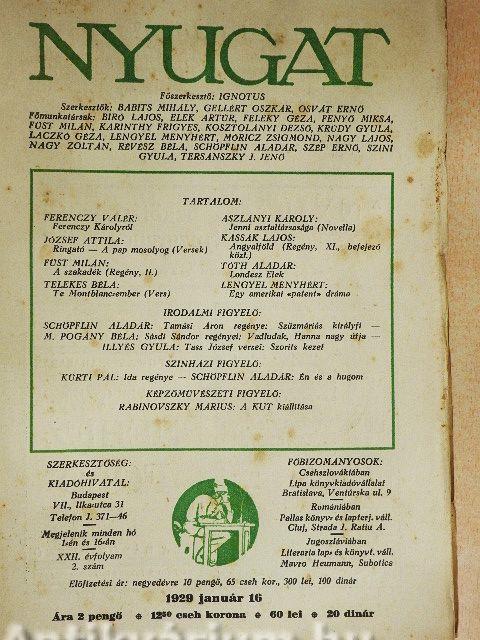 NYUGAT
Főszerkesztő: IGNOTUS
Szerkesztők: BABITS MIHÁLY, GELLÉRT OSZKÁR, OSVÁT ERNŐ
Főmunkatársak: BIRÓ LAJOS, ELEK ARTUR, FELEKY GÉZA, FENYŐ MIKSA,
FÜST MILÁN, KARINTHY FRIGYES, KOSZTOLÁNYI DEZSŐ, KRÚDY GYULA,
LACZKÓ GÉZA, LENGYEL MENYHÉRT, MÓRICZ ZSIGMOND, NAGY LAJOS,
NAGY ZOLTÁN, RÉVÉSZ BÉLA, SCHÖPFLIN ALADÁR, SZÉP ERNŐ, SZINI
GYULA, TERSÁNSZKY J. JENŐ
TARTALOM:
FERENCZY VALÉR:
Ferenczy Károlyról
JÓZSEF ATTILA:
Ringató — A pap mosolyog (Versek)
FÜST MILÁN:
A szakadék (Regény, II.)
TELEKES BÉLA:
Te Montblanc-ember (Vers)
ASZLÁNYI KÁROLY:
Jenni asztaltársasága (Novella)
KASSÁK LAJOS:
Angyalföld (Regény, XI., befejező
közl.)
TÓTH ALADÁR:
Londesz Elek
LENGYEL MENYHÉRT:
Egy amerikai „patent” dráma
IRODALMI FIGYELŐ:
SCHÖPFLIN ALADÁR: Tamási Áron regénye: Szűzmáriás királyfi —
M. POGÁNY BÉLA: Sásdi Sándor regényei: Vadludak, Hanna nagy útja —
ILLYÉS GYULA: Tass József versei: Szorits kezet
SZINHÁZI FIGYELŐ:
KÜRTI PÁL: Ida regénye — SCHÖPFLIN ALADÁR: Én és a hugom
KÉPZŐMŰVÉSZETI FIGYELŐ:
RABINOVSZKY MÁRIUS: A KUT kiállítása
SZERKESZTŐSÉG:
és
KIADÓHIVATAL:
Budapest
VII., Ilka-utca 31
Telefon J. 371—46
Megjelenik minden hó
1-én és 16-án
XXII. évfolyam
2. szám
FŐBIZOMÁNYOSOK:
Csehszlovákiában
Lipa könyvkiadóvállalat
Bratislava, Ventúrska ul. 9
Romániában
Pallas könyv- és lapterj. váll.
Cluj, Strada J. Ratiu A.
Jugoszláviában
Literaria lap- és könyvt. váll.
Mavro Heumann, Subotica
Előfizetési ár: negyedévre 10 pengő, 65 cseh kor., 300 lei, 100 dinár
1929 január 16
Ára 2 pengő ✦ 12⁵⁰ cseh korona ✦ 60 lei ✦ 20 dinár